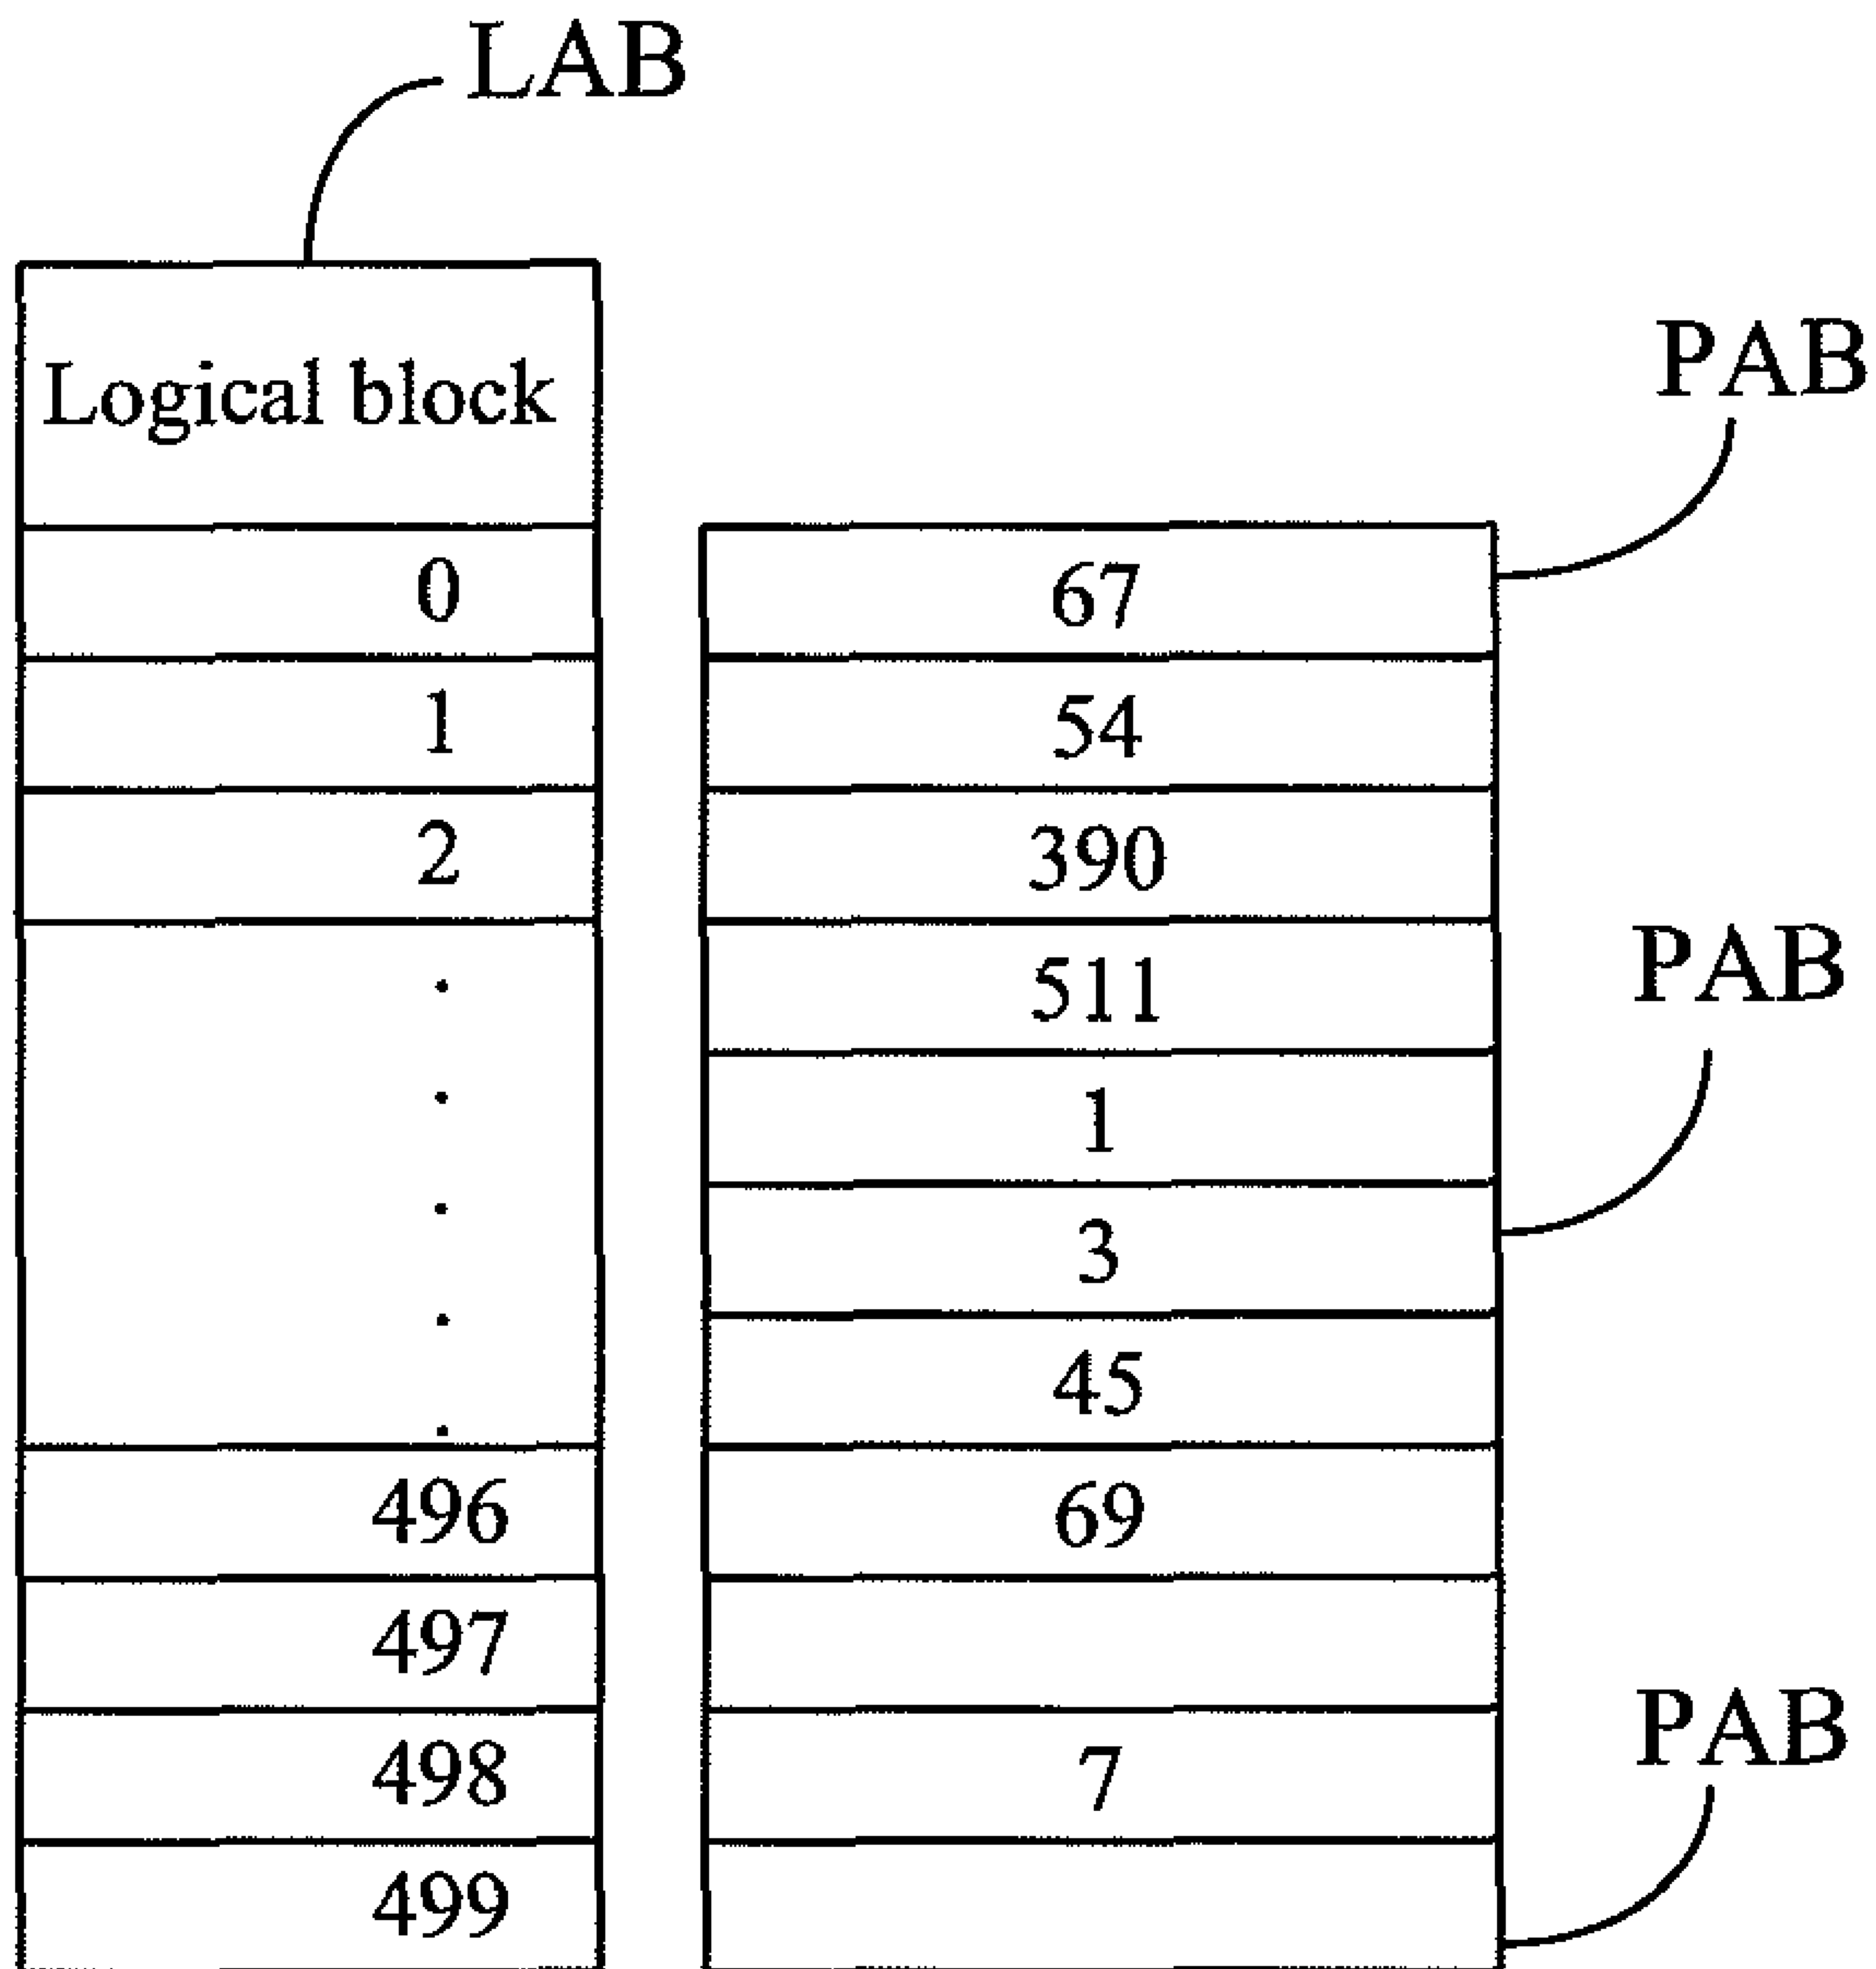 LAB
Logical block
PAB
0 67
1 54
2 390
. 511
PAB
. 1
. 3
. 45
.
496 69
497
498 7
PAB
499